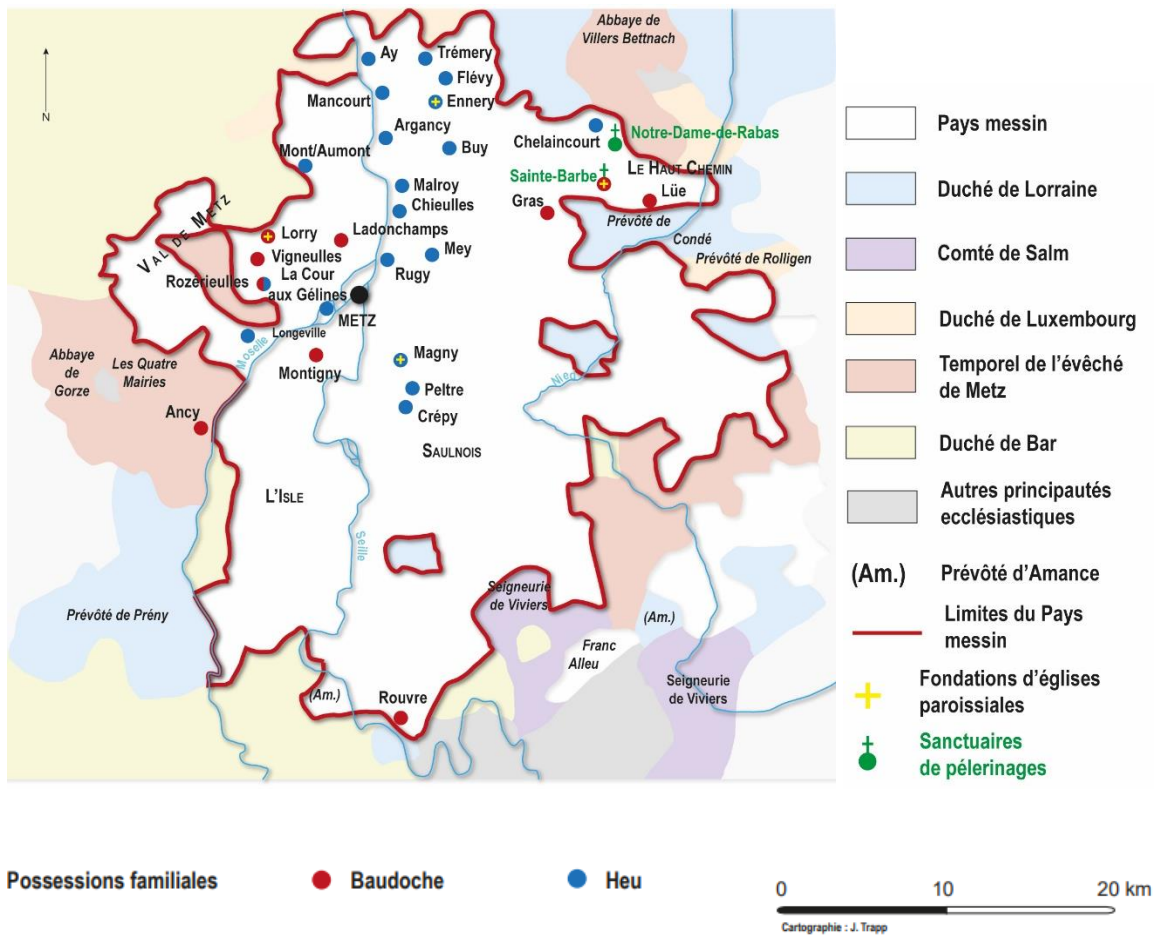 Abbaye de
Villers Bettnach
N
Ay
Trémery
Flévy
Mancourt
Ennery
Argancy
Buy
Chelaincourt
Notre-Dame-de-Rabas
Mont/Aumont
Sainte-Barbe
LE HAUT CHEMIN
Malroy
Lüe
Chieulles
Gras
Prévôté de
Condé
VAL DE METZ
Lorry
Ladonchamps
Vigneulles
Mey
Prévôté de Rolligen
La Cour
aux Gélines
Rozerieulles
Rugy
METZ
Longeville
Moselle
Abbaye
de
Gorze
Les Quatre
Mairies
Montigny
Magny
Nied
Peltre
Ancy
Crépy
SAULNOIS
L'ISLE
Seille
Prévôté de Prény
Seigneurie
de Viviers
(Am.)
Franc
Alleu
Seigneurie
de Viviers
(Am.)
Rouvre
Pays messin
Duché de Lorraine
Comté de Salm
Duché de Luxembourg
Temporel de l'évêché
de Metz
Duché de Bar
Autres principautés
ecclésiastiques
(Am.) Prévôté d'Amance
Limites du Pays
messin
Fondations d'églises
paroissiales
Sanctuaires
de pélerinages
Possessions familiales
Baudoche
Heu
0 10 20 km
Cartographie : J. Trapp